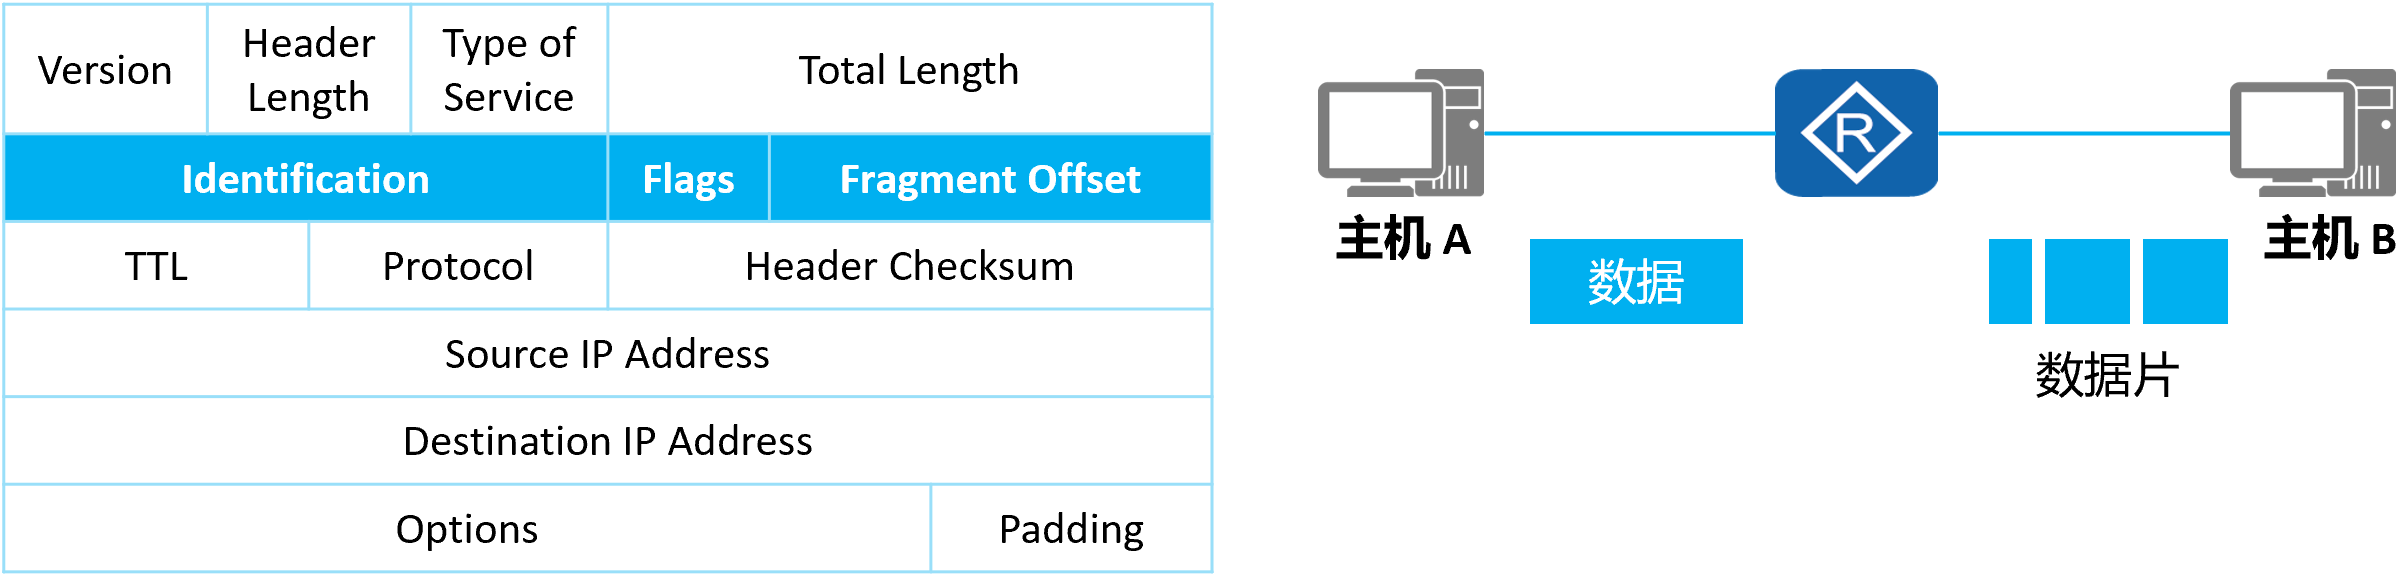 Version
Header
Length
Type of
Service
Total Length
Identification
Flags
Fragment Offset
TTL
Protocol
Header Checksum
Source IP Address
Destination IP Address
Options
Padding
R
主机 A
主机 B
数据
数据片